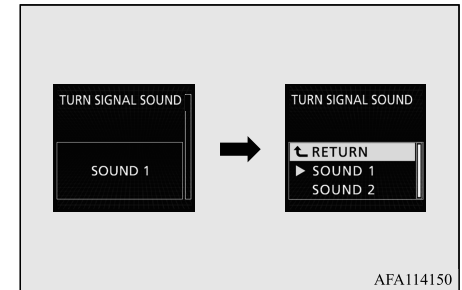 TURN SIGNAL SOUND
SOUND 1
TURN SIGNAL SOUND
RETURN
SOUND 1
SOUND 2
AFA114150